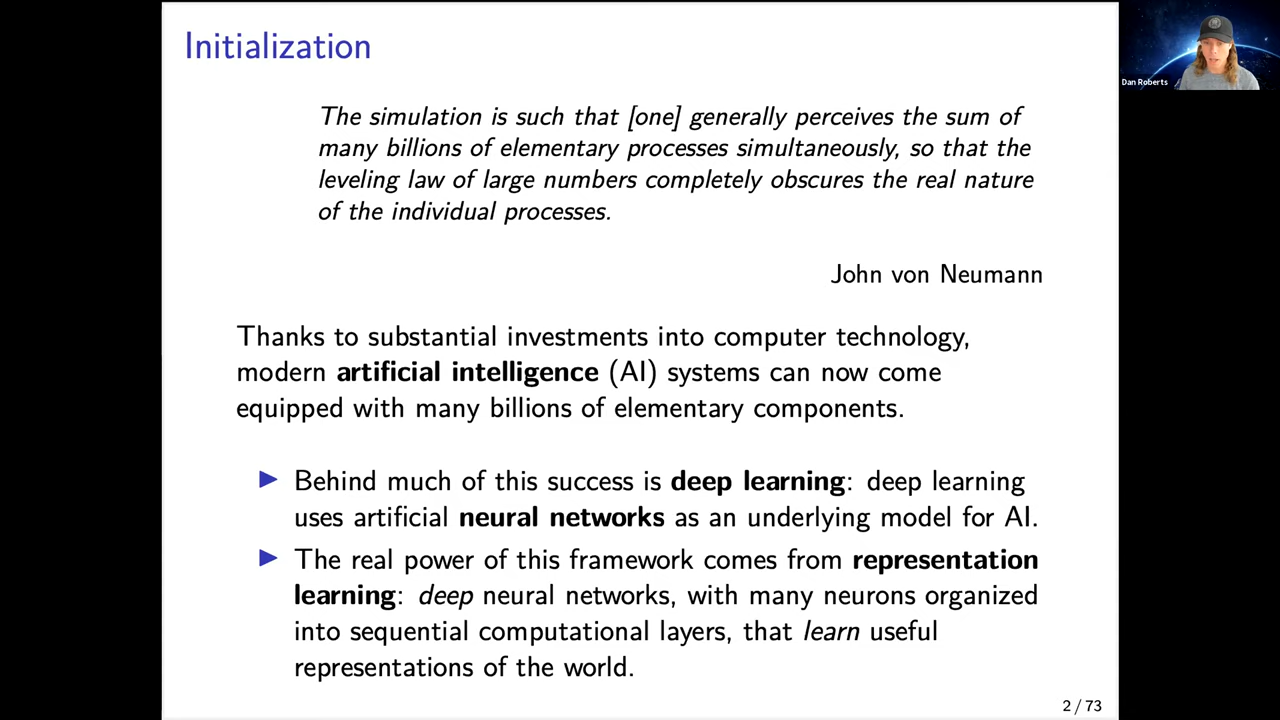 Initialization
The simulation is such that [one] generally perceives the sum of
many billions of elementary processes simultaneously, so that the
leveling law of large numbers completely obscures the real nature
of the individual processes.
John von Neumann
Thanks to substantial investments into computer technology,
modern artificial intelligence (AI) systems can now come
equipped with many billions of elementary components.
▶ Behind much of this success is deep learning: deep learning
uses artificial neural networks as an underlying model for AI.
▶ The real power of this framework comes from representation
learning: deep neural networks, with many neurons organized
into sequential computational layers, that learn useful
representations of the world.
2 / 73
Dan Roberts